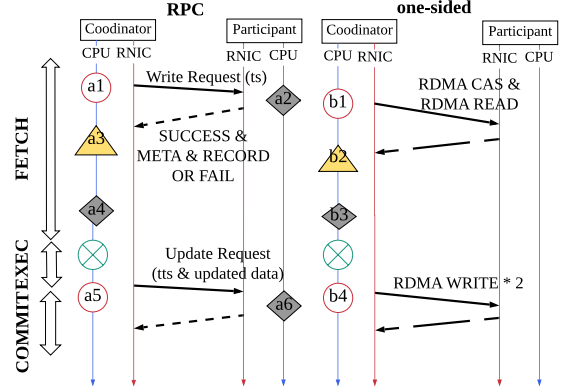 RPC
one-sided
Coodinator
Participant
Coodinator
Participant
CPU RNIC
RNIC CPU
CPU RNIC
RNIC CPU
a1
Write Request (ts)
a2
b1
RDMA CAS &
RDMA READ
a3
SUCCESS &
META & RECORD
OR FAIL
b2
FETCH
a4
b3
EXEC
Update Request
(tts & updated data)
a5
a6
b4
RDMA WRITE * 2
COMMIT